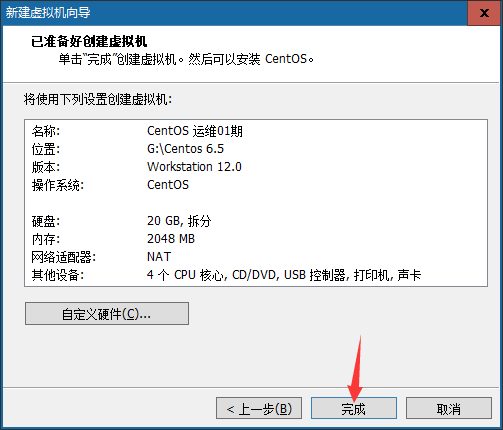 新建虚拟机向导
已准备好创建虚拟机
单击“完成”创建虚拟机。然后可以安装 CentOS。
将使用下列设置创建虚拟机:
名称: CentOS 运维01期
位置: G:\Centos 6.5
版本: Workstation 12.0
操作系统: CentOS
硬盘: 20 GB, 拆分
内存: 2048 MB
网络适配器: NAT
其他设备: 4 个 CPU 核心, CD/DVD, USB 控制器, 打印机, 声卡
自定义硬件(C)...
< 上一步(B) 完成 取消